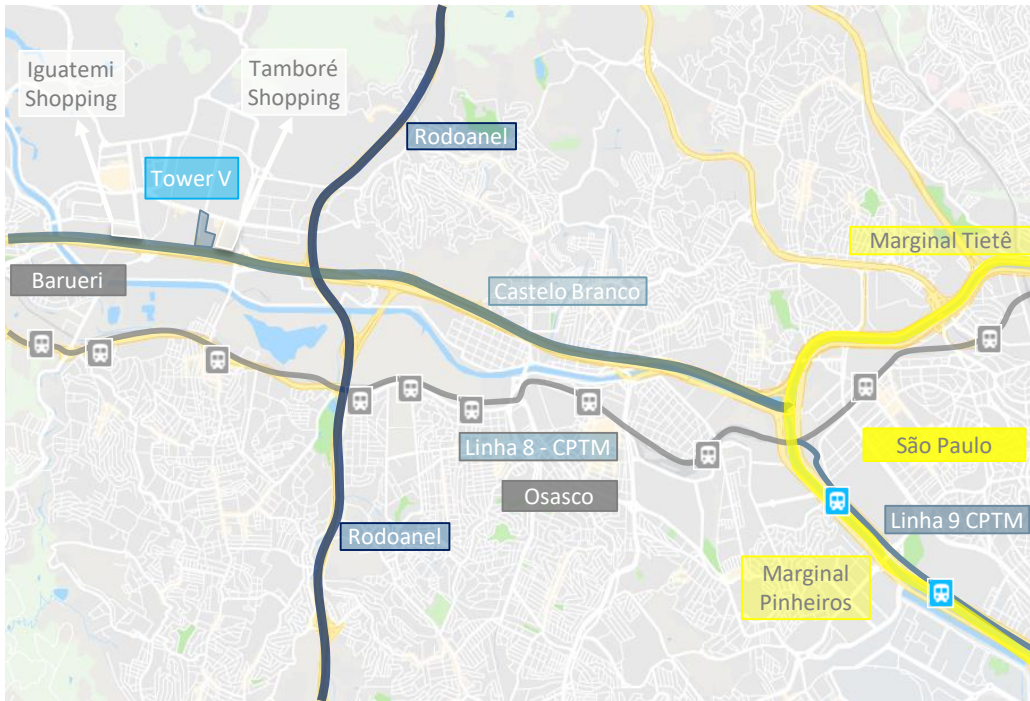 Iguatemi
Shopping
Tamboré
Shopping
Rodoanel
Tower V
Marginal Tietê
Barueri
Castelo Branco
Linha 8 - CPTM
São Paulo
Osasco
Linha 9 CPTM
Rodoanel
Marginal
Pinheiros